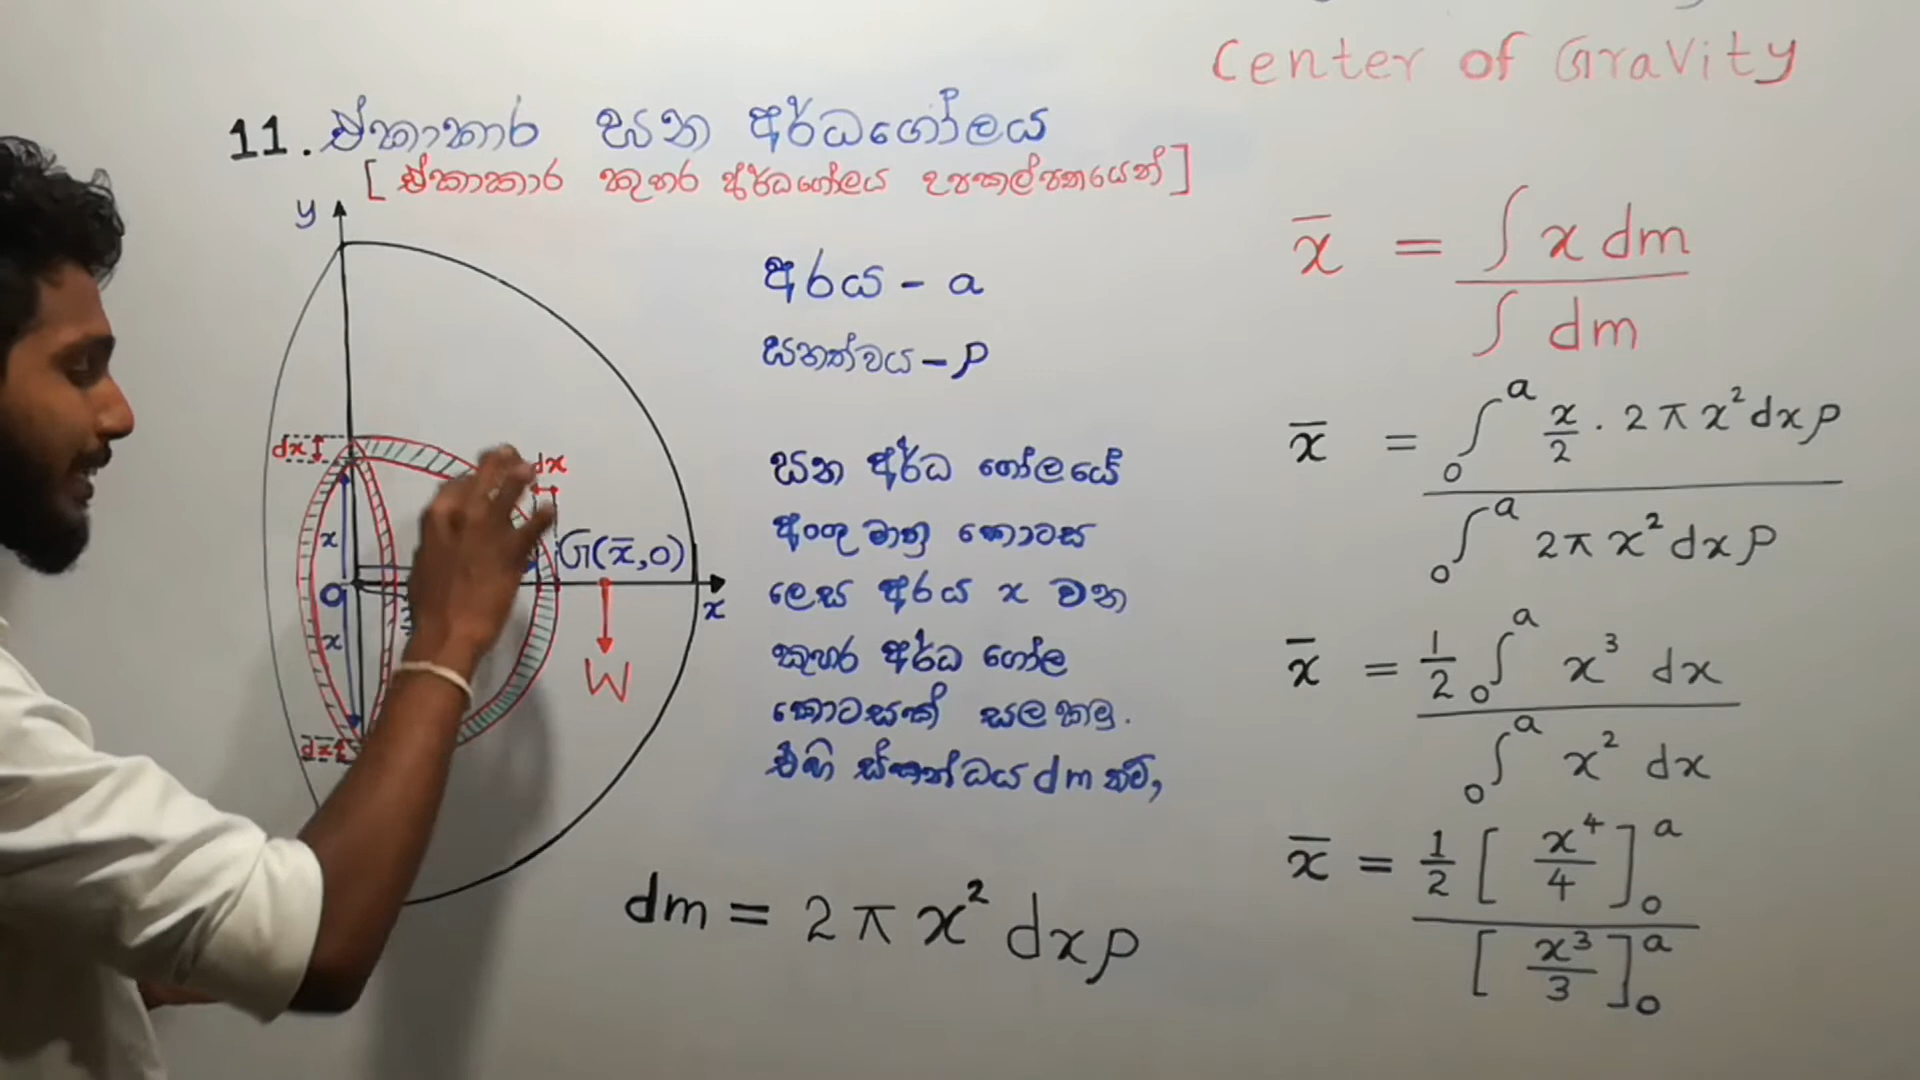 Center of Gravity
11. ඒකාකාර ඝන අර්ධගෝලය
[ ඒකාකාර කුහර අර්ධගෝලය උපකල්පනයෙන් ]
y
අරය - a
ඝනත්වය - ρ
dx
dx
x
G(x̄,0)
O
x
x
W
dx
ඝන අර්ධ ගෝලයේ
අංශු මාත්‍ර කොටස
ලෙස අරය x වන
කුහර අර්ධ ගෝල
කොටසක් සලකමු.
එහි ස්කන්ධය dm නම්,
dm = 2πx² dxρ
x̄ = ∫ x dm
∫ dm
x̄ = ∫₀ᵃ x/2 . 2πx² dxρ
∫₀ᵃ 2πx² dxρ
x̄ = 1/2 ∫₀ᵃ x³ dx
∫₀ᵃ x² dx
x̄ = 1/2 [ x⁴/4 ]₀ᵃ
[ x³/3 ]₀ᵃ